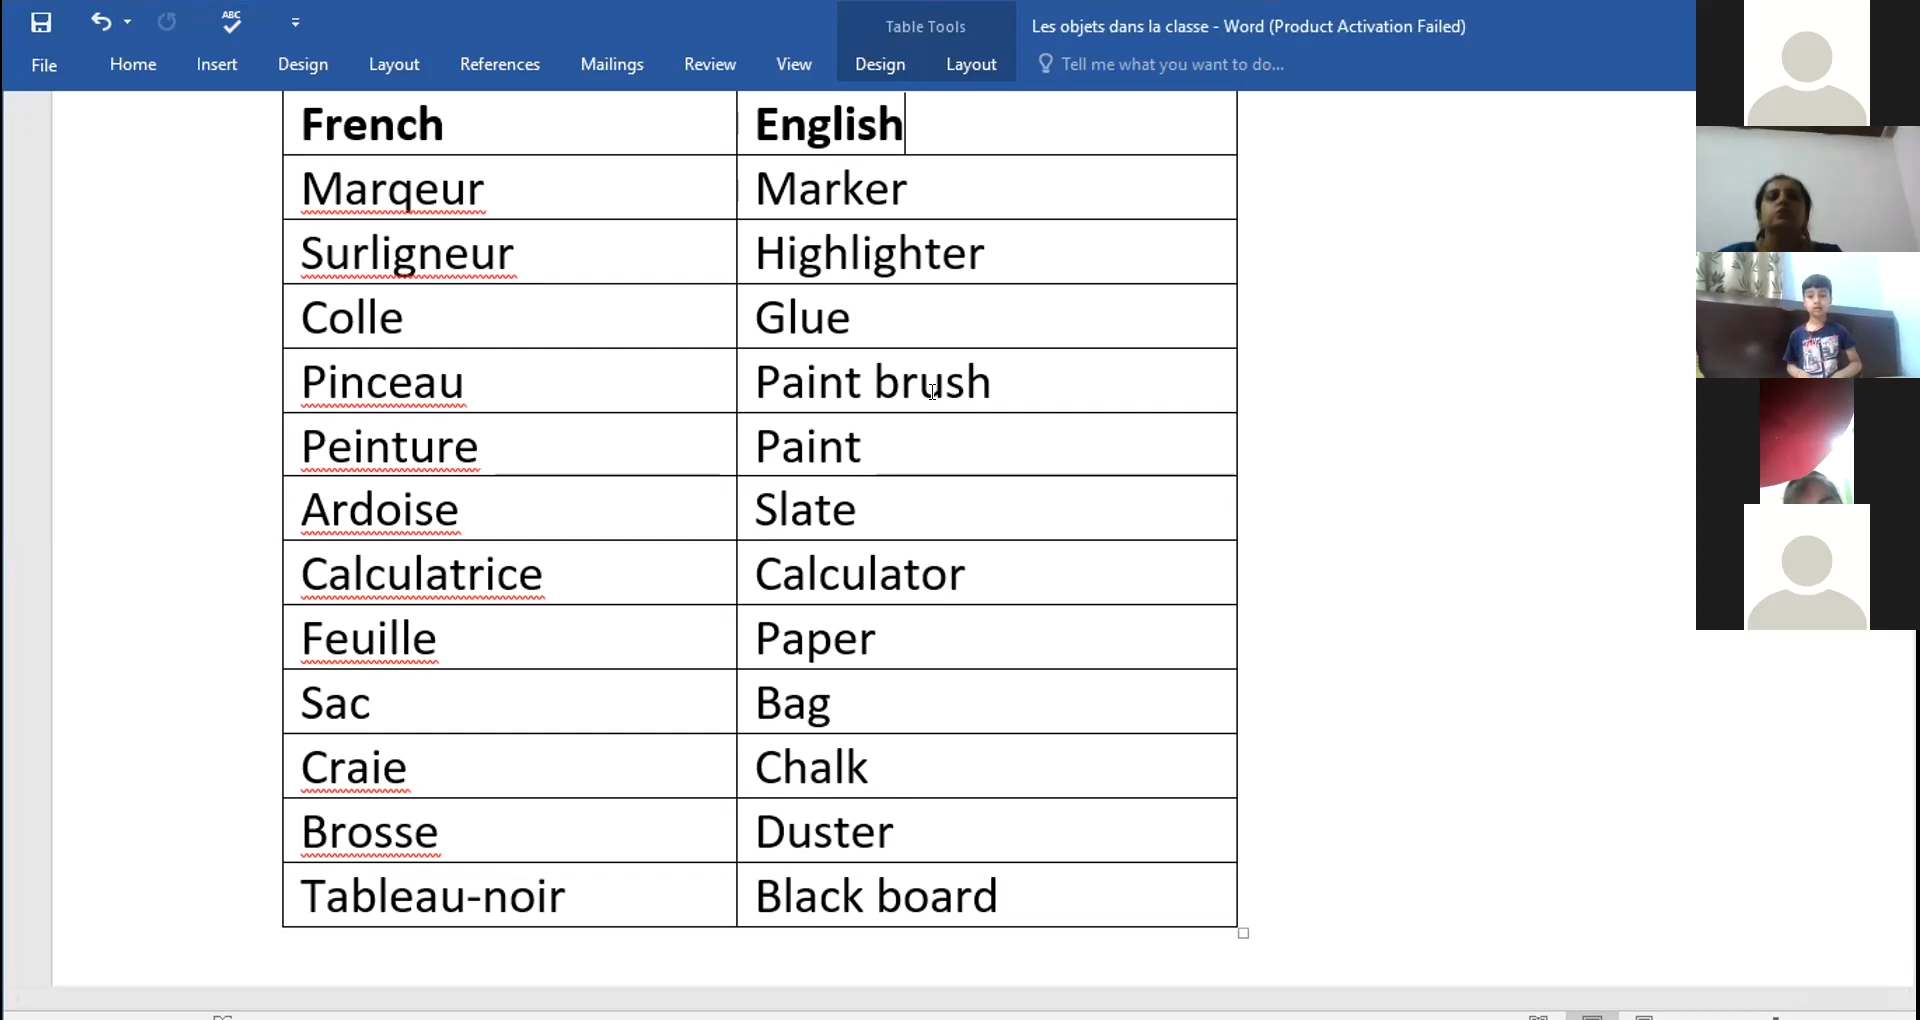 ABC
Table Tools
Les objets dans la classe - Word (Product Activation Failed)
File Home Insert Design Layout References Mailings Review View Design Layout Tell me what you want to do...
French English
Marqeur Marker
Surligneur Highlighter
Colle Glue
Pinceau Paint brush
Peinture Paint
Ardoise Slate
Calculatrice Calculator
Feuille Paper
Sac Bag
Craie Chalk
Brosse Duster
Tableau-noir Black board